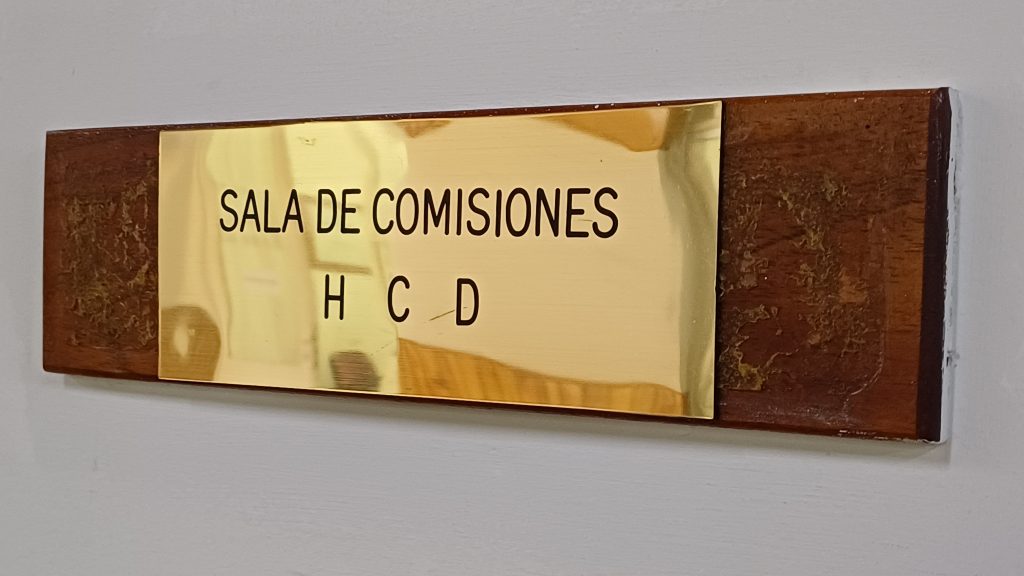 SALA DE COMISIONES
H C D